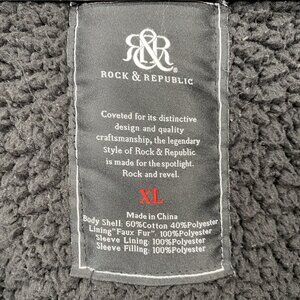 R&R
ROCK & REPUBLIC
Coveted for its distinctive
design and quality
craftsmanship, the legendary
Style of Rock & Republic
is made for the spotlight.
Rock and revel.
XL
Made in China
Body Shell: 60%Cotton 40%Polyester
Lining"Faux Fur": 100%Polyester
Sleeve Lining: 100%Polyester
Sleeve Filling: 100%Polyester